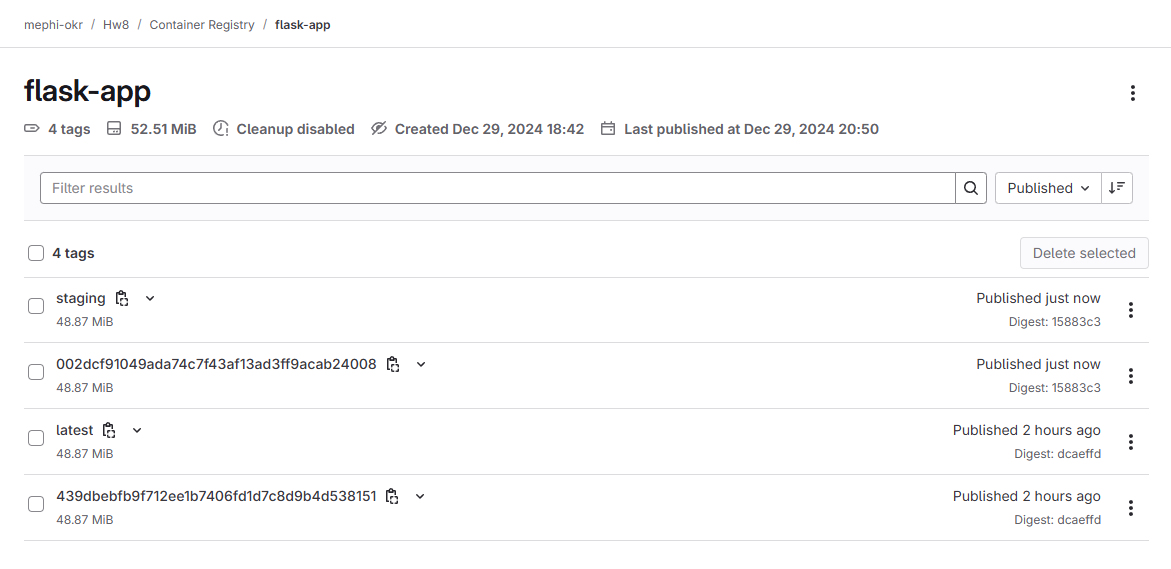 mephi-okr / Hw8 / Container Registry / flask-app
flask-app
4 tags 52.51 MiB Cleanup disabled Created Dec 29, 2024 18:42 Last published at Dec 29, 2024 20:50
Filter results Published
4 tags Delete selected
staging Published just now
48.87 MiB Digest: 15883c3
002dcf91049ada74c7f43af13ad3ff9acab24008 Published just now
48.87 MiB Digest: 15883c3
latest Published 2 hours ago
48.87 MiB Digest: dcaeffd
439dbebfb9f712ee1b7406fd1d7c8d9b4d538151 Published 2 hours ago
48.87 MiB Digest: dcaeffd